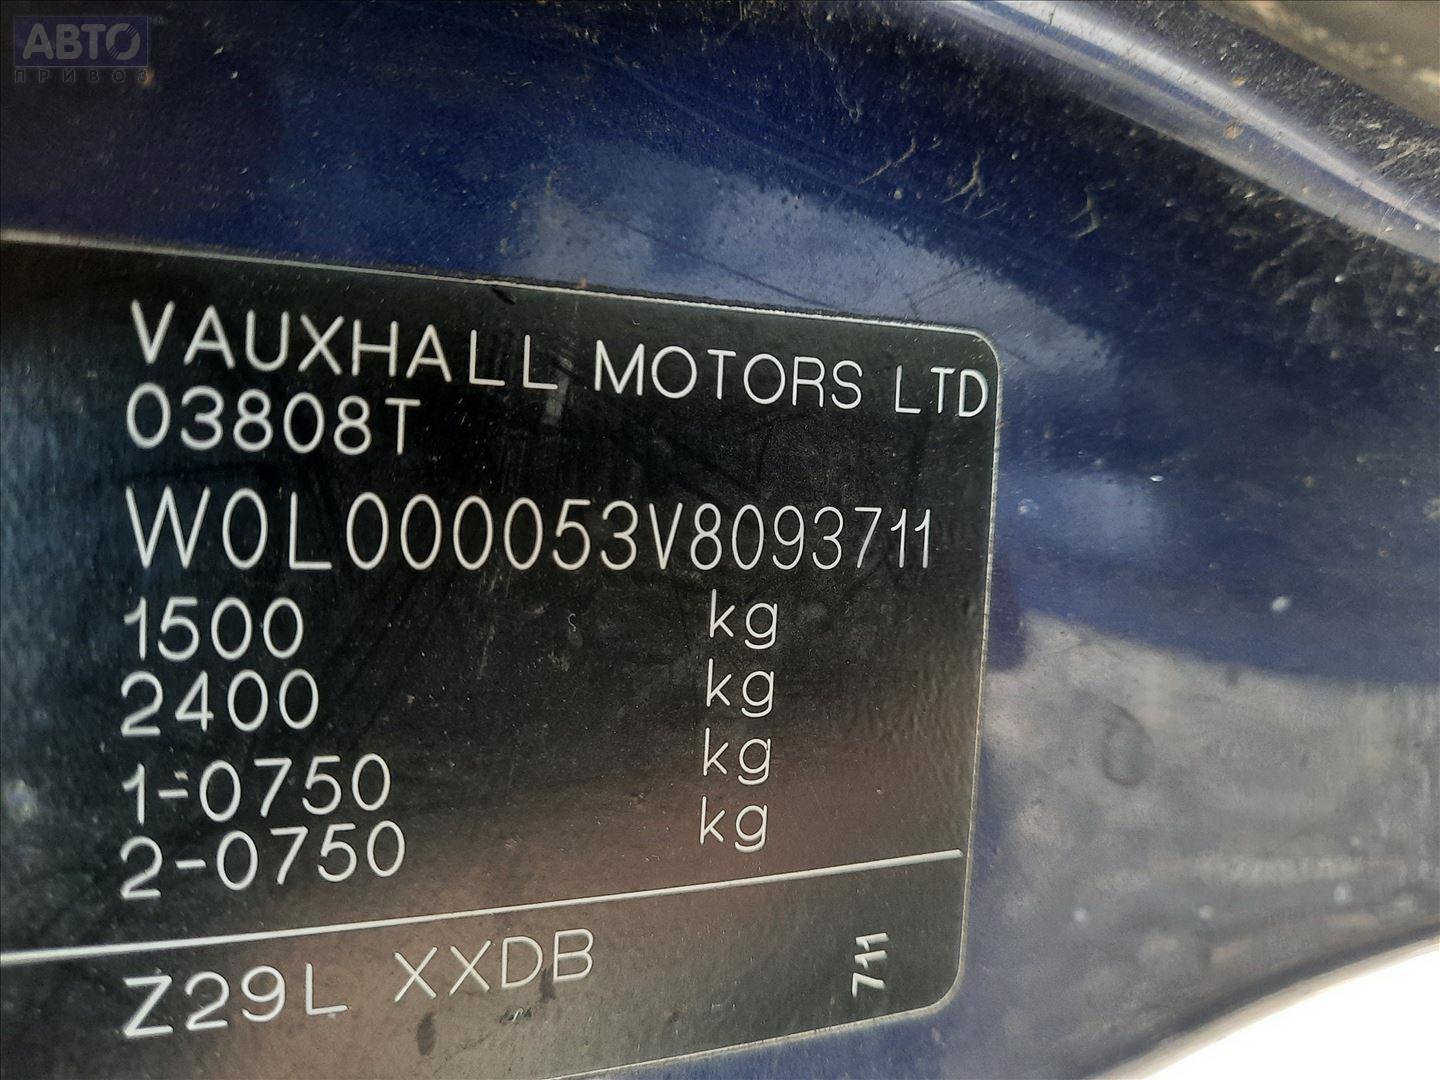 АВТО
ПРИВОЗ
VAUXHALL MOTORS LTD
03808T
W0L000053V8093711
1500 kg
2400 kg
1-0750 kg
2-0750 kg
Z29L XXDB 711